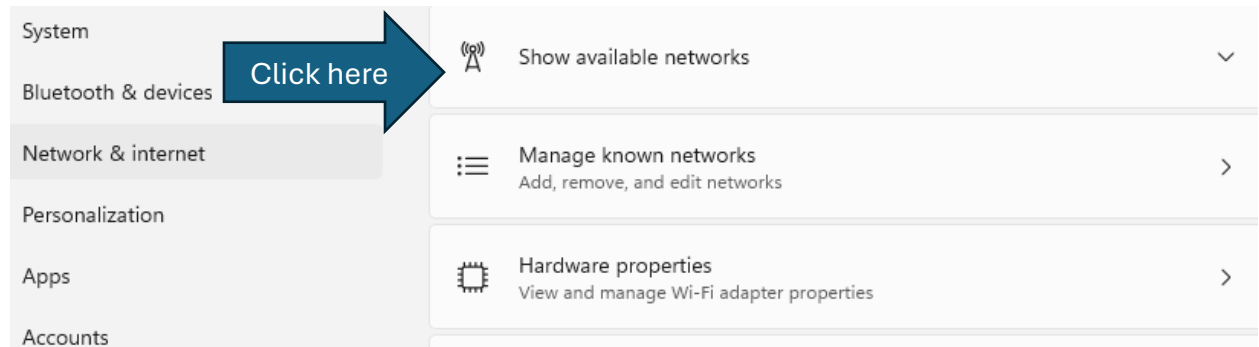 System
Bluetooth & devices
Network & internet
Personalization
Apps
Accounts
Click here
Show available networks
Manage known networks
Add, remove, and edit networks
Hardware properties
View and manage Wi-Fi adapter properties